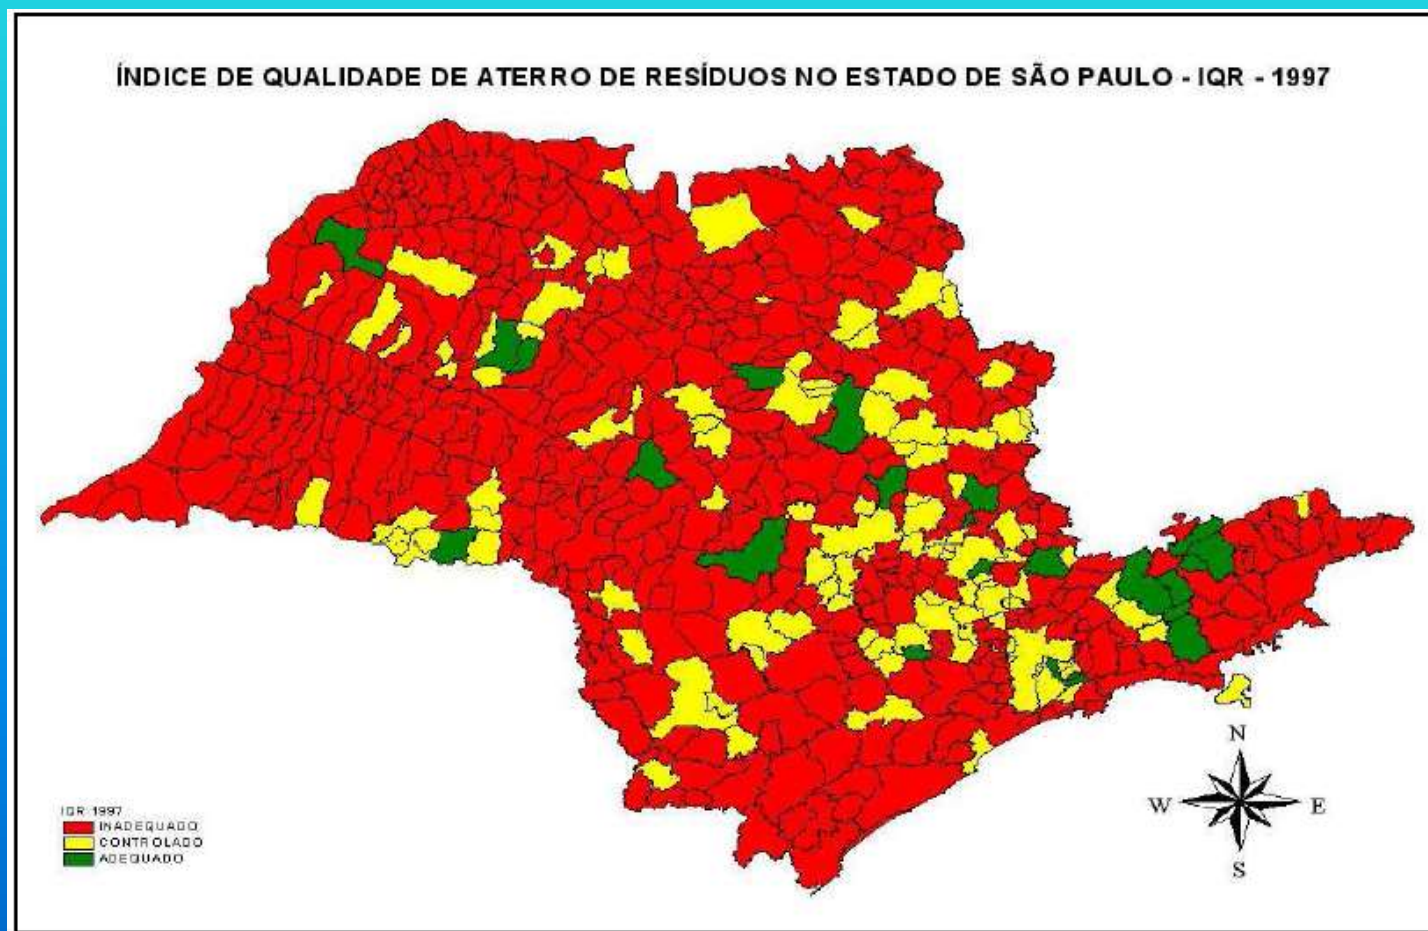 ÍNDICE DE QUALIDADE DE ATERRO DE RESÍDUOS NO ESTADO DE SÃO PAULO - IQR - 1997
N
W E
S
IQR 1997
INADEQUADO
CONTROLADO
ADEQUADO